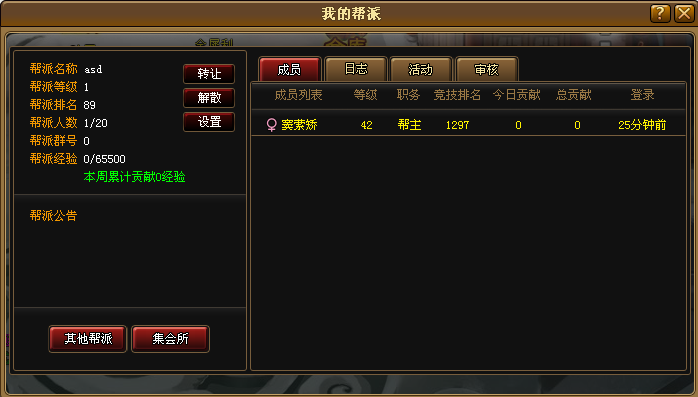 我的帮派
帮派名称 asd
帮派等级 1
帮派排名 89
帮派人数 1/20
帮派群号 0
帮派经验 0/65500
本周累计贡献0经验
转让
解散
设置
帮派公告
其他帮派 集会所
成员 日志 活动 审核
成员列表 等级 职务 竞技排名 今日贡献 总贡献 登录
窦萦娇 42 帮主 1297 0 0 25分钟前